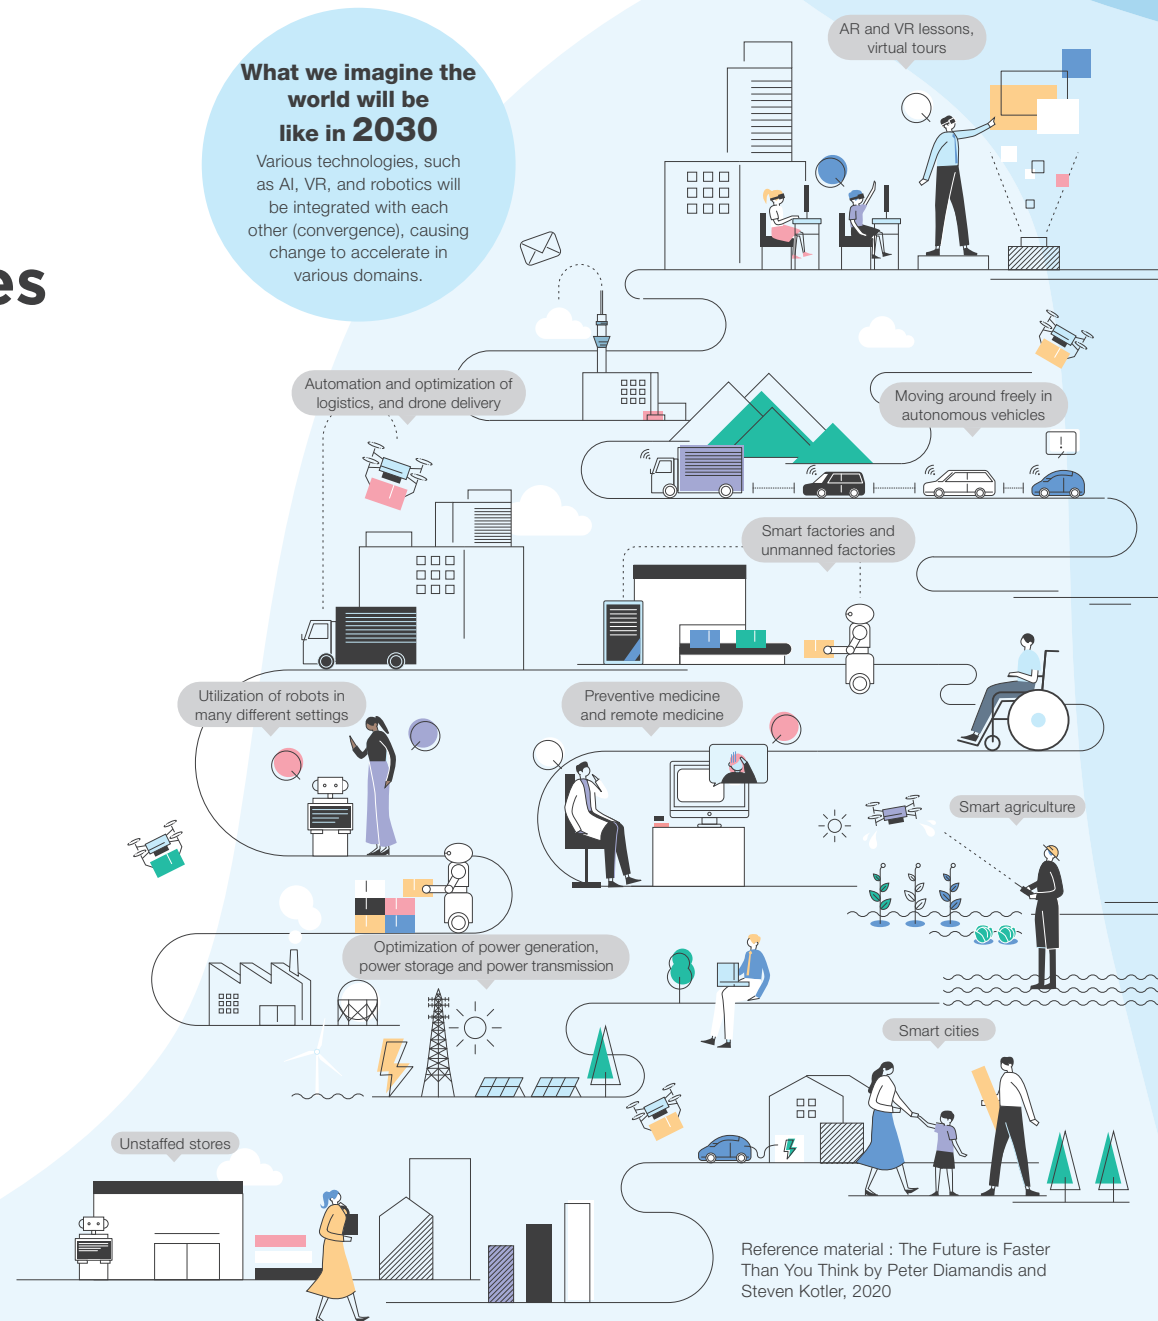 What we imagine the
world will be
like in 2030
Various technologies, such
as AI, VR, and robotics will
be integrated with each
other (convergence), causing
change to accelerate in
various domains.
AR and VR lessons,
virtual tours
es
Automation and optimization of
logistics, and drone delivery
Moving around freely in
autonomous vehicles
!
Smart factories and
unmanned factories
Utilization of robots in
many different settings
Preventive medicine
and remote medicine
Smart agriculture
Optimization of power generation,
power storage and power transmission
Smart cities
Unstaffed stores
Reference material : The Future is Faster
Than You Think by Peter Diamandis and
Steven Kotler, 2020